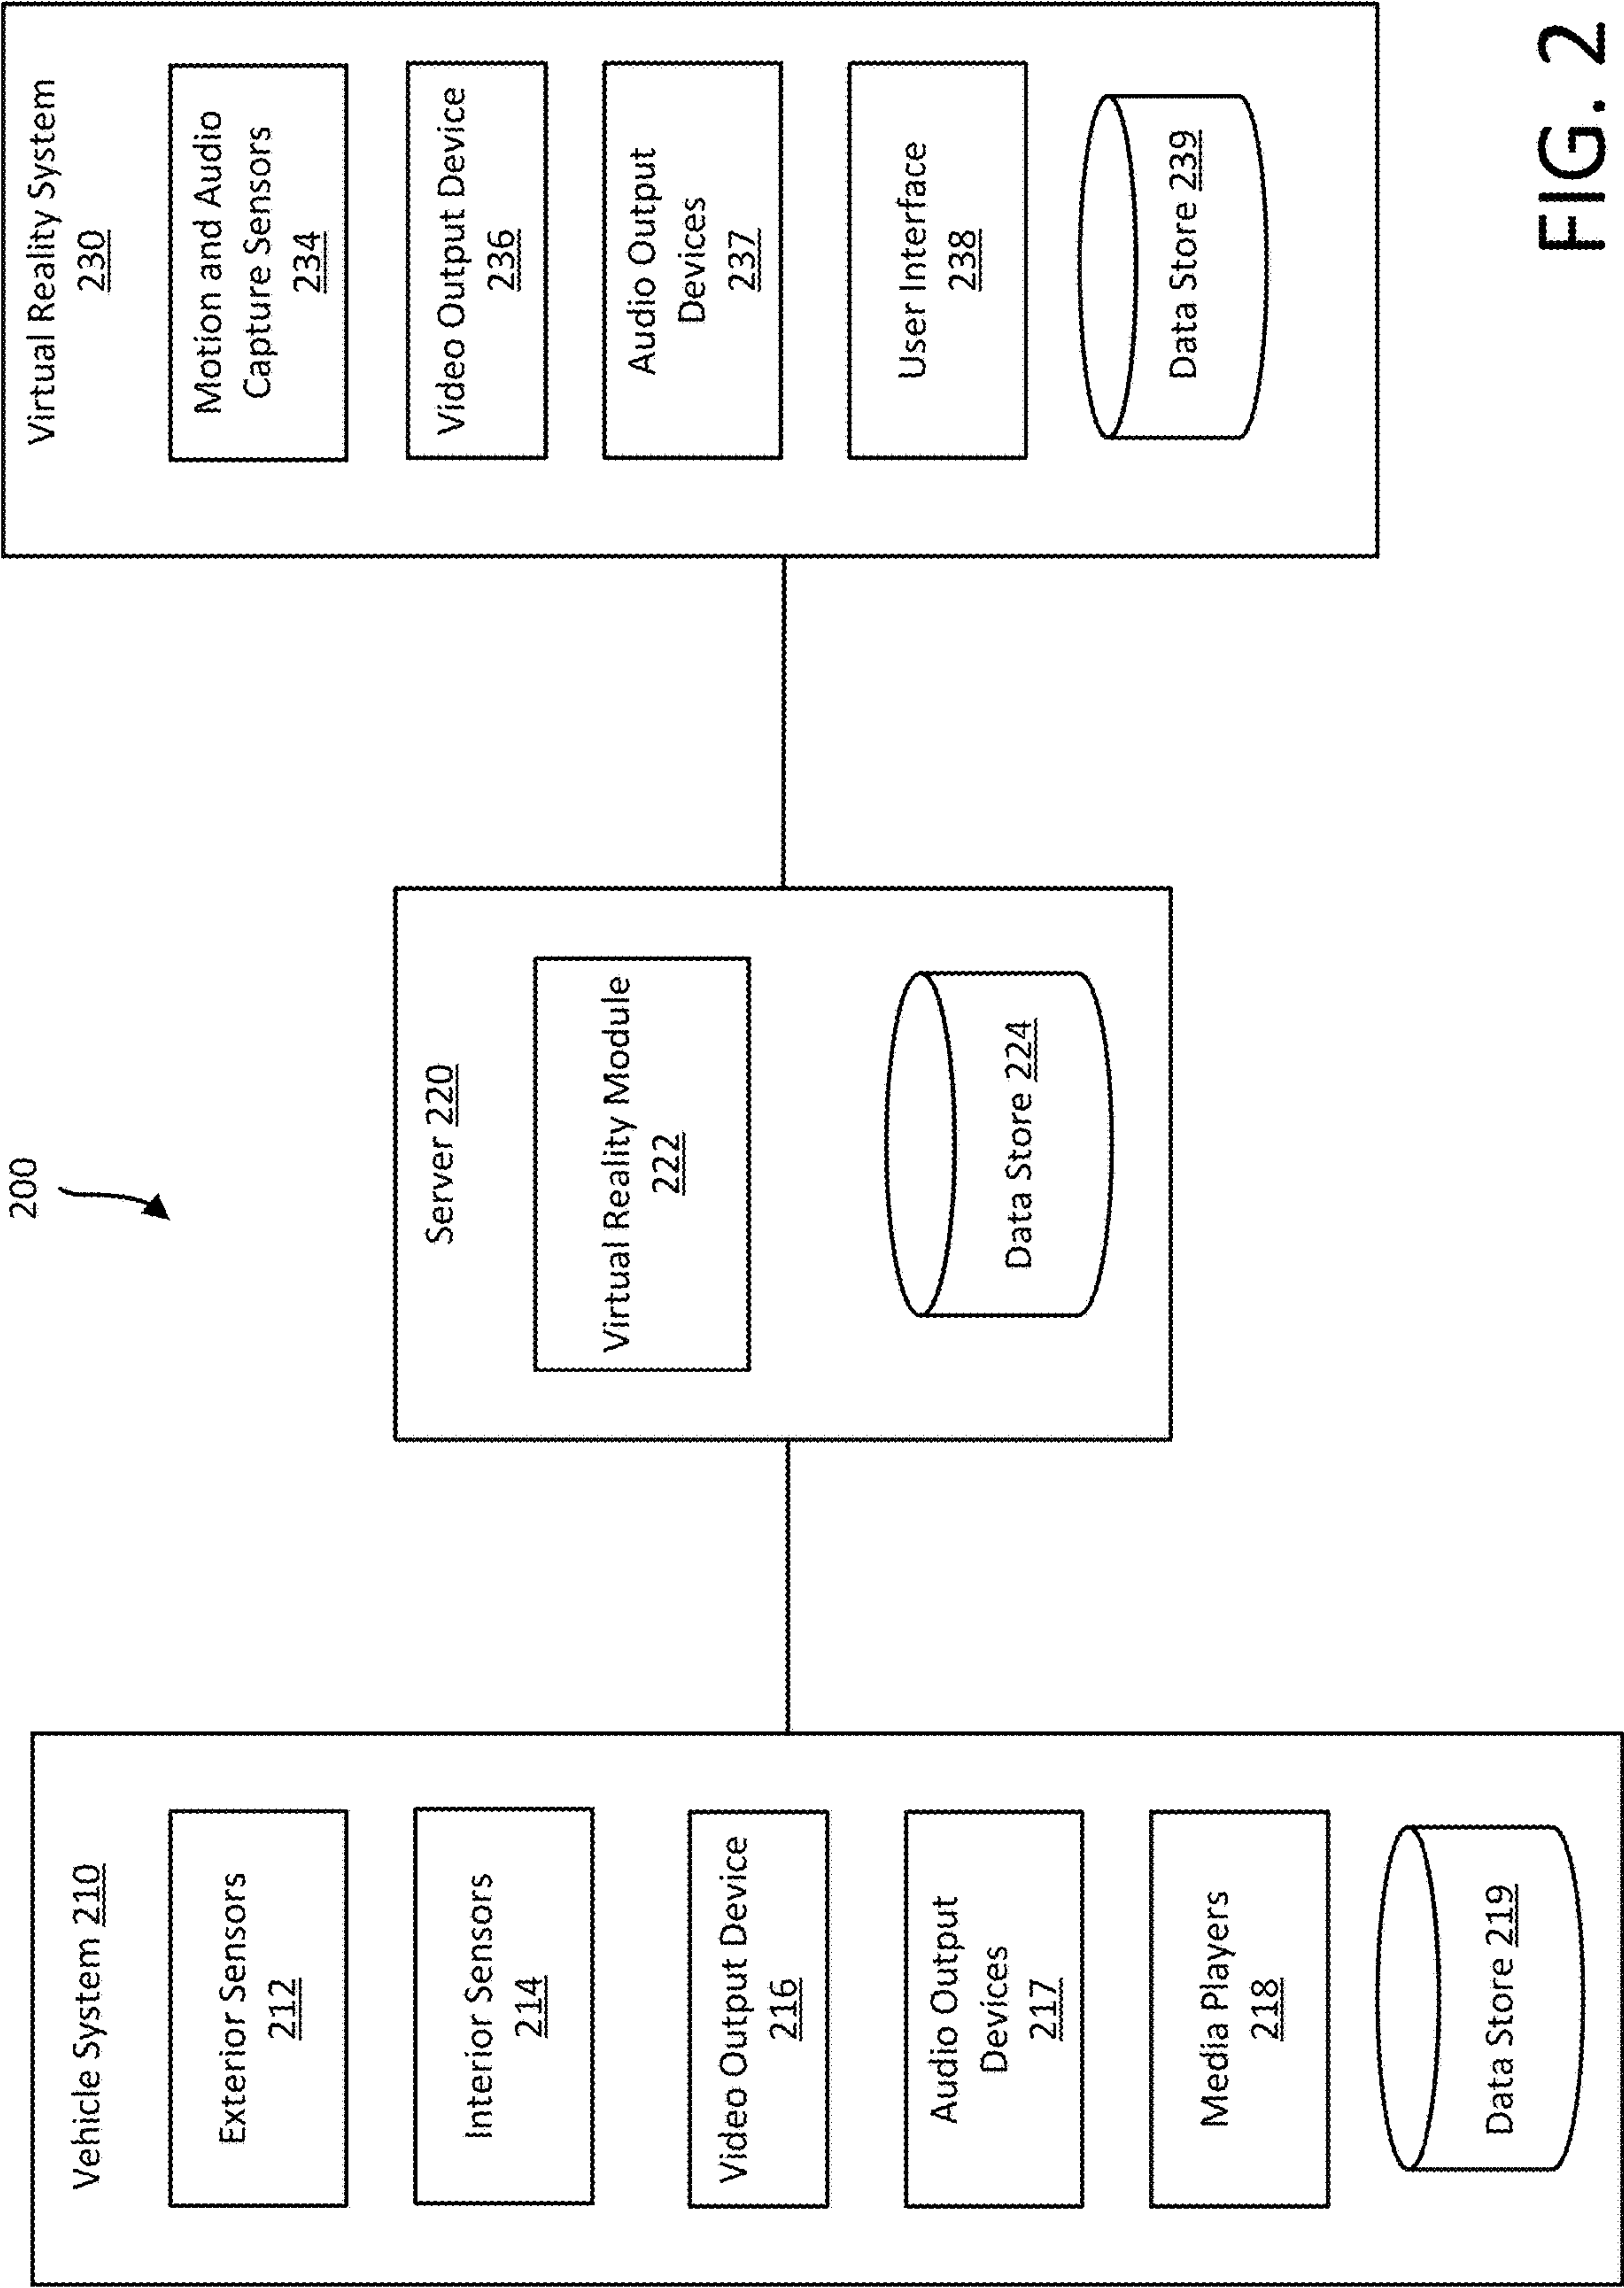 200
Vehicle System 210
Exterior Sensors
212
Interior Sensors
214
Video Output Device
216
Audio Output
Devices
217
Media Players
218
Data Store 219
Server 220
Virtual Reality Module
222
Data Store 224
Virtual Reality System
230
Motion and Audio
Capture Sensors
234
Video Output Device
236
Audio Output
Devices
237
User Interface
238
Data Store 239
FIG. 2